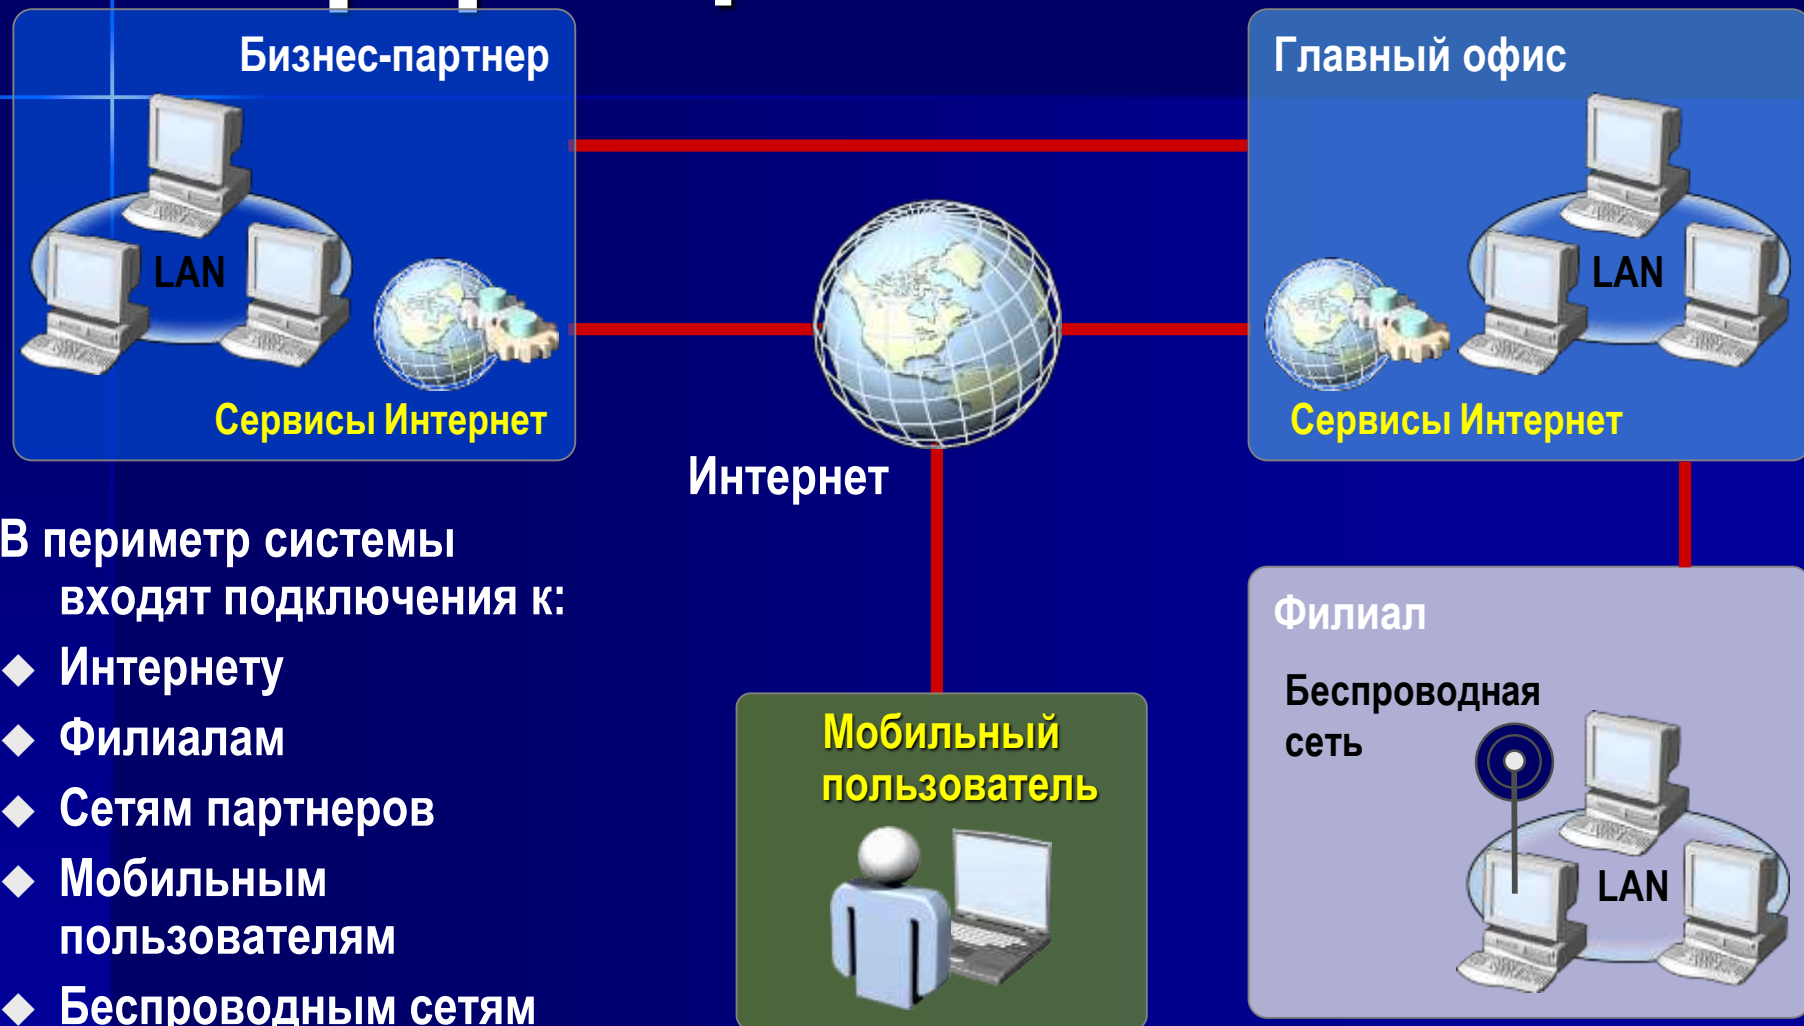 Бизнес-партнер
LAN
Сервисы Интернет
Главный офис
LAN
Сервисы Интернет
Интернет
В периметр системы
входят подключения к:
Интернету
Филиалам
Сетям партнеров
Мобильным
пользователям
Беспроводным сетям
Мобильный
пользователь
Филиал
Беспроводная
сеть
LAN